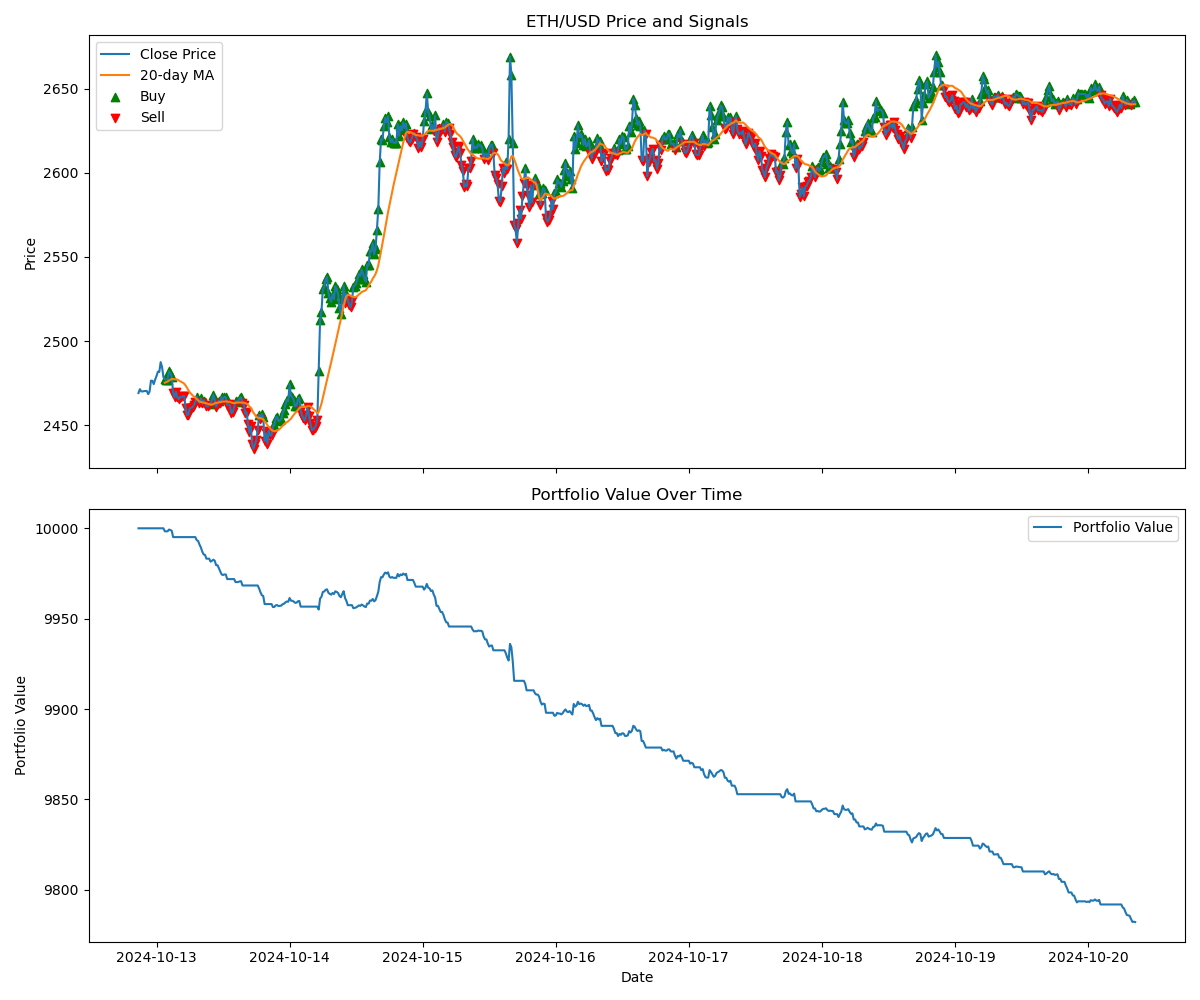 ETH/USD Price and Signals
Close Price
20-day MA
Buy
Sell
Price
2650
2600
2550
2500
2450
Portfolio Value Over Time
Portfolio Value
Portfolio Value
10000
9950
9900
9850
9800
2024-10-13
2024-10-14
2024-10-15
2024-10-16
2024-10-17
2024-10-18
2024-10-19
2024-10-20
Date